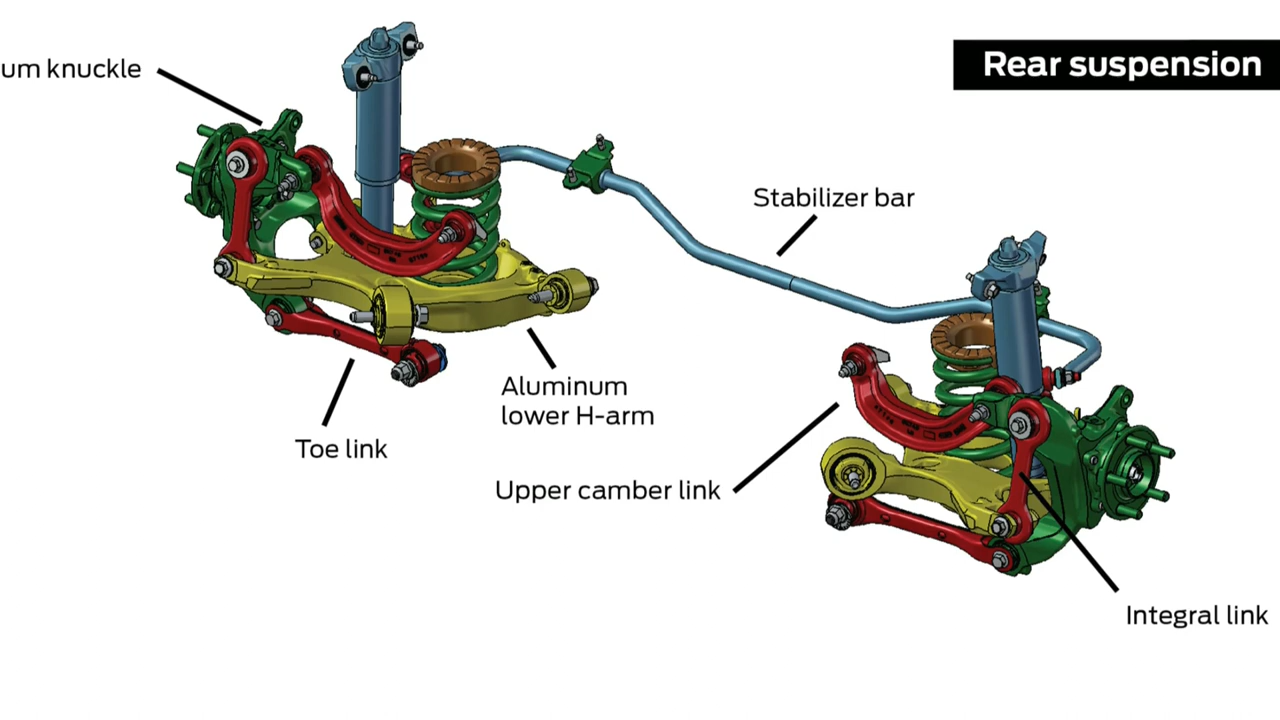 um knuckle
Rear suspension
Stabilizer bar
Aluminum
lower H-arm
Toe link
Upper camber link
Integral link